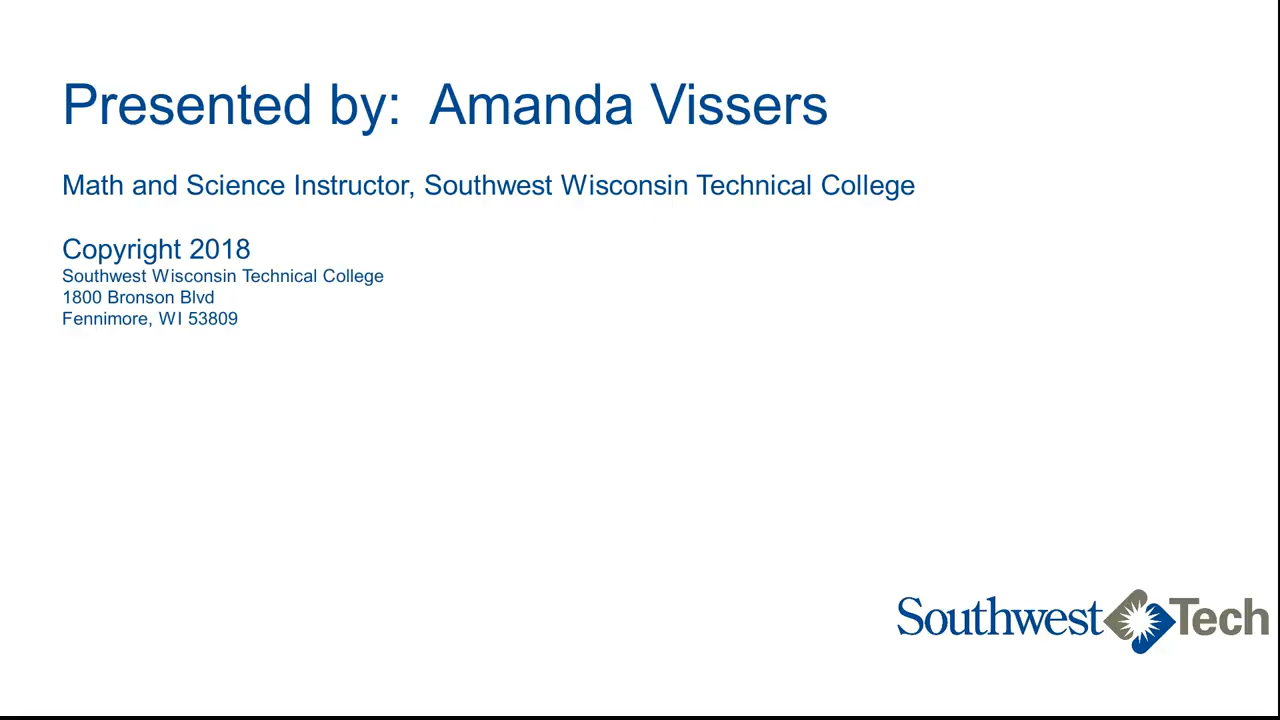 Presented by:  Amanda Vissers
Math and Science Instructor, Southwest Wisconsin Technical College
Copyright 2018
Southwest Wisconsin Technical College
1800 Bronson Blvd
Fennimore, WI 53809
Southwest Tech